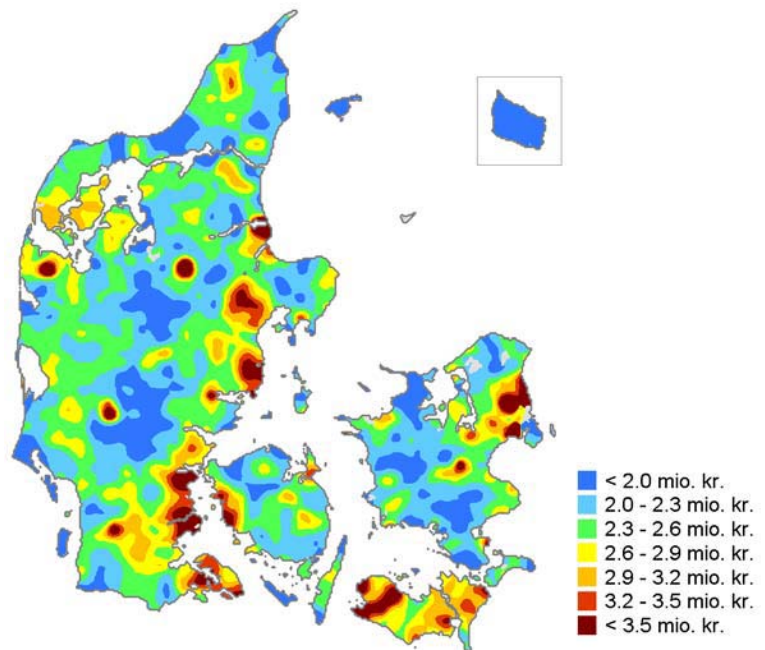 < 2.0 mio. kr.
2.0 - 2.3 mio. kr.
2.3 - 2.6 mio. kr.
2.6 - 2.9 mio. kr.
2.9 - 3.2 mio. kr.
3.2 - 3.5 mio. kr.
< 3.5 mio. kr.